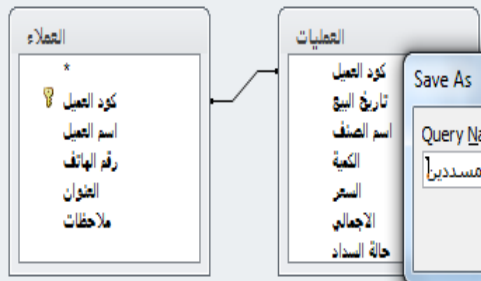 العملاء
*
كود العميل
اسم العميل
رقم الهاتف
العنوان
ملاحظات
العمليات
كود العميل
تاريخ البيع
اسم الصنف
الكمية
السعر
الاجمالي
حالة السداد
Save As
Query Na
مسددين